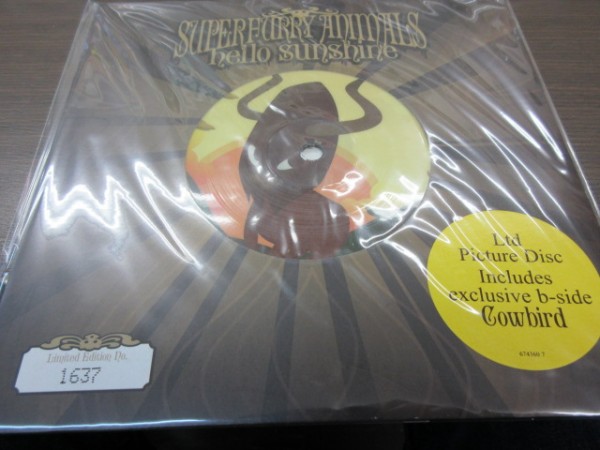 SUPER FURRY ANIMALS
hello sunshine
Ltd
Picture Disc
Includes
exclusive b-side
Cowbird
Limited Edition No.
1637